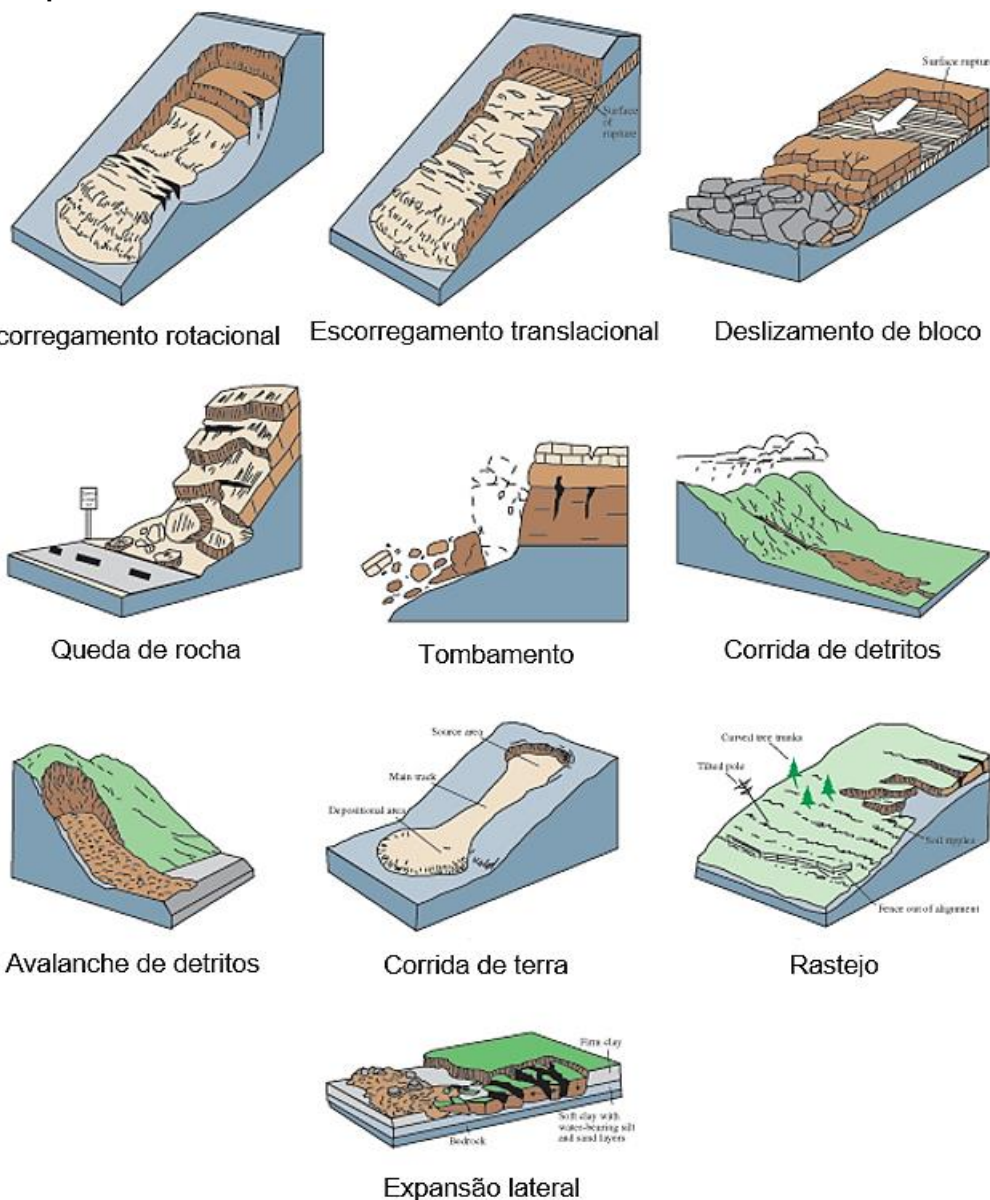 Surface rupture
Surface
of
rupture
Toe
corregamento rotacional
Escorregamento translacional
Deslizamento de bloco
Queda de rocha
Tombamento
Corrida de detritos
Source area
Main track
Depositional area
Curved tree trunks
Tilted pole
Soil ripples
Fence out of alignment
Avalanche de detritos
Corrida de terra
Rastejo
Firm clay
Soft clay with
water-bearing silt
and sand layers
Bedrock
Expansão lateral